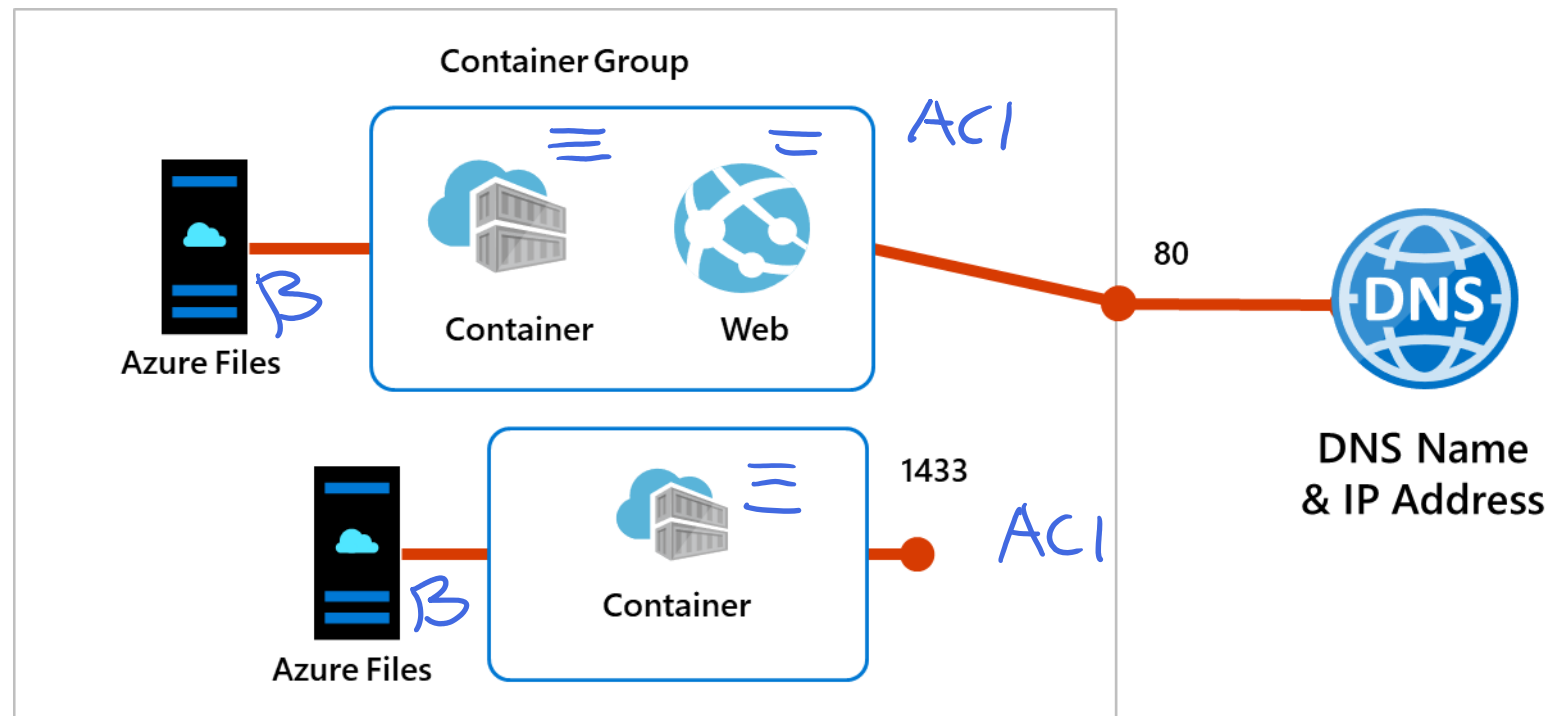 Container Group
ACI
Container
Web
B
Azure Files
80
DNS
DNS Name
& IP Address
1433
ACI
Container
B
Azure Files